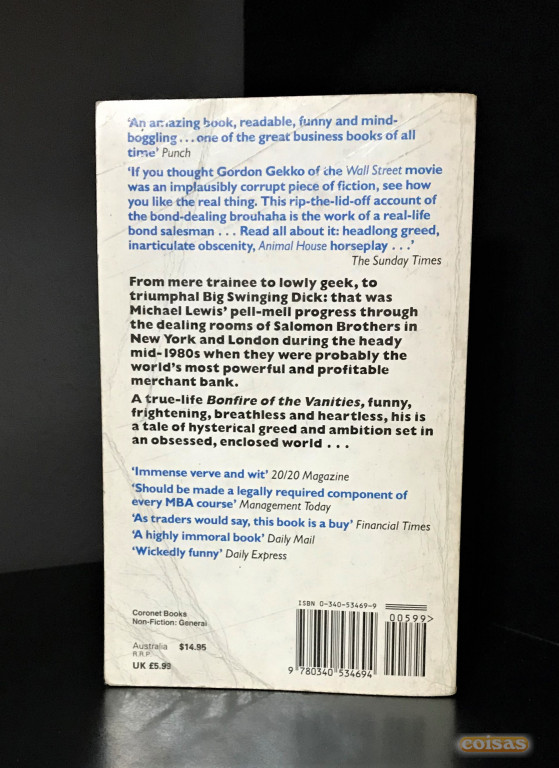 'An amazing book, readable, funny and mind-
boggling . . . one of the great business books of all
time' Punch
'If you thought Gordon Gekko of the Wall Street movie
was an implausibly corrupt piece of fiction, see how
you like the real thing. This rip-the-lid-off account of
the bond-dealing brouhaha is the work of a real-life
bond salesman . . . Read all about it: headlong greed,
inarticulate obscenity, Animal House horseplay . . .'
The Sunday Times
From mere trainee to lowly geek, to
triumphal Big Swinging Dick: that was
Michael Lewis' pell-mell progress through
the dealing rooms of Salomon Brothers in
New York and London during the heady
mid-1980s when they were probably the
world's most powerful and profitable
merchant bank.
A true-life Bonfire of the Vanities, funny,
frightening, breathless and heartless, his is
a tale of hysterical greed and ambition set in
an obsessed, enclosed world . . .
'Immense verve and wit' 20/20 Magazine
'Should be made a legally required component of
every MBA course' Management Today
'As traders would say, this book is a buy' Financial Times
'A highly immoral book' Daily Mail
'Wickedly funny' Daily Express
Coronet Books
Non-Fiction: General
Australia $14.95
R.R.P.
UK £5.99
ISBN 0-340-53469-9
00599>
9 780340 534694
coisas